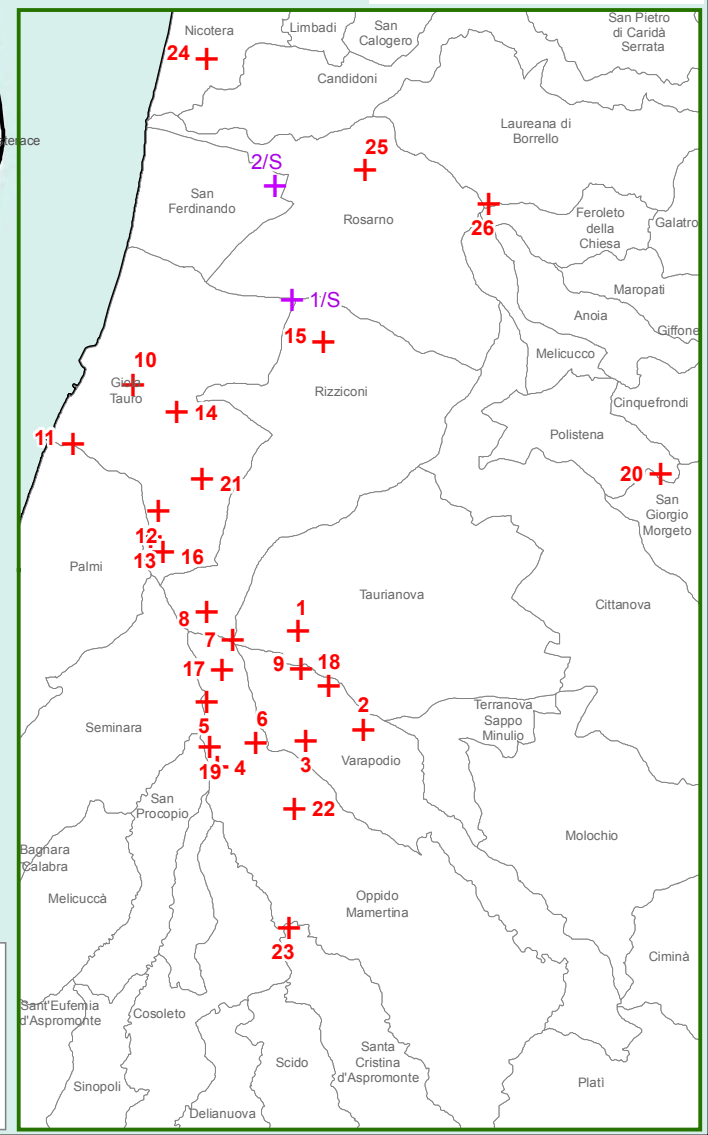 Nicotera
Limbadi
San
Calogero
San Pietro
di Caridà
Serrata
24
Candidoni
Laureana di
Borrello
terace
25
2/S
San
Ferdinando
Rosarno
26
Feroleto
della
Chiesa
Galatro
Maropati
1/S
Anoia
Giffone
15
Melicucco
10
Gioia
Tauro
Rizziconi
14
Cinquefrondi
11
Polistena
20
21
San
Giorgio
Morgeto
12
13
16
Palmi
Taurianova
Cittanova
8
1
7
9
18
17
2
Terranova
Sappo
Minulio
Seminara
5
6
3
Varapodio
19
4
San
Procopio
22
Molochio
Bagnara
Calabra
Melicuccà
Oppido
Mamertina
23
Ciminà
Sant'Eufemia
d'Aspromonte
Cosoleto
Scido
Santa
Cristina
d'Aspromonte
Sinopoli
Platì
Delianuova